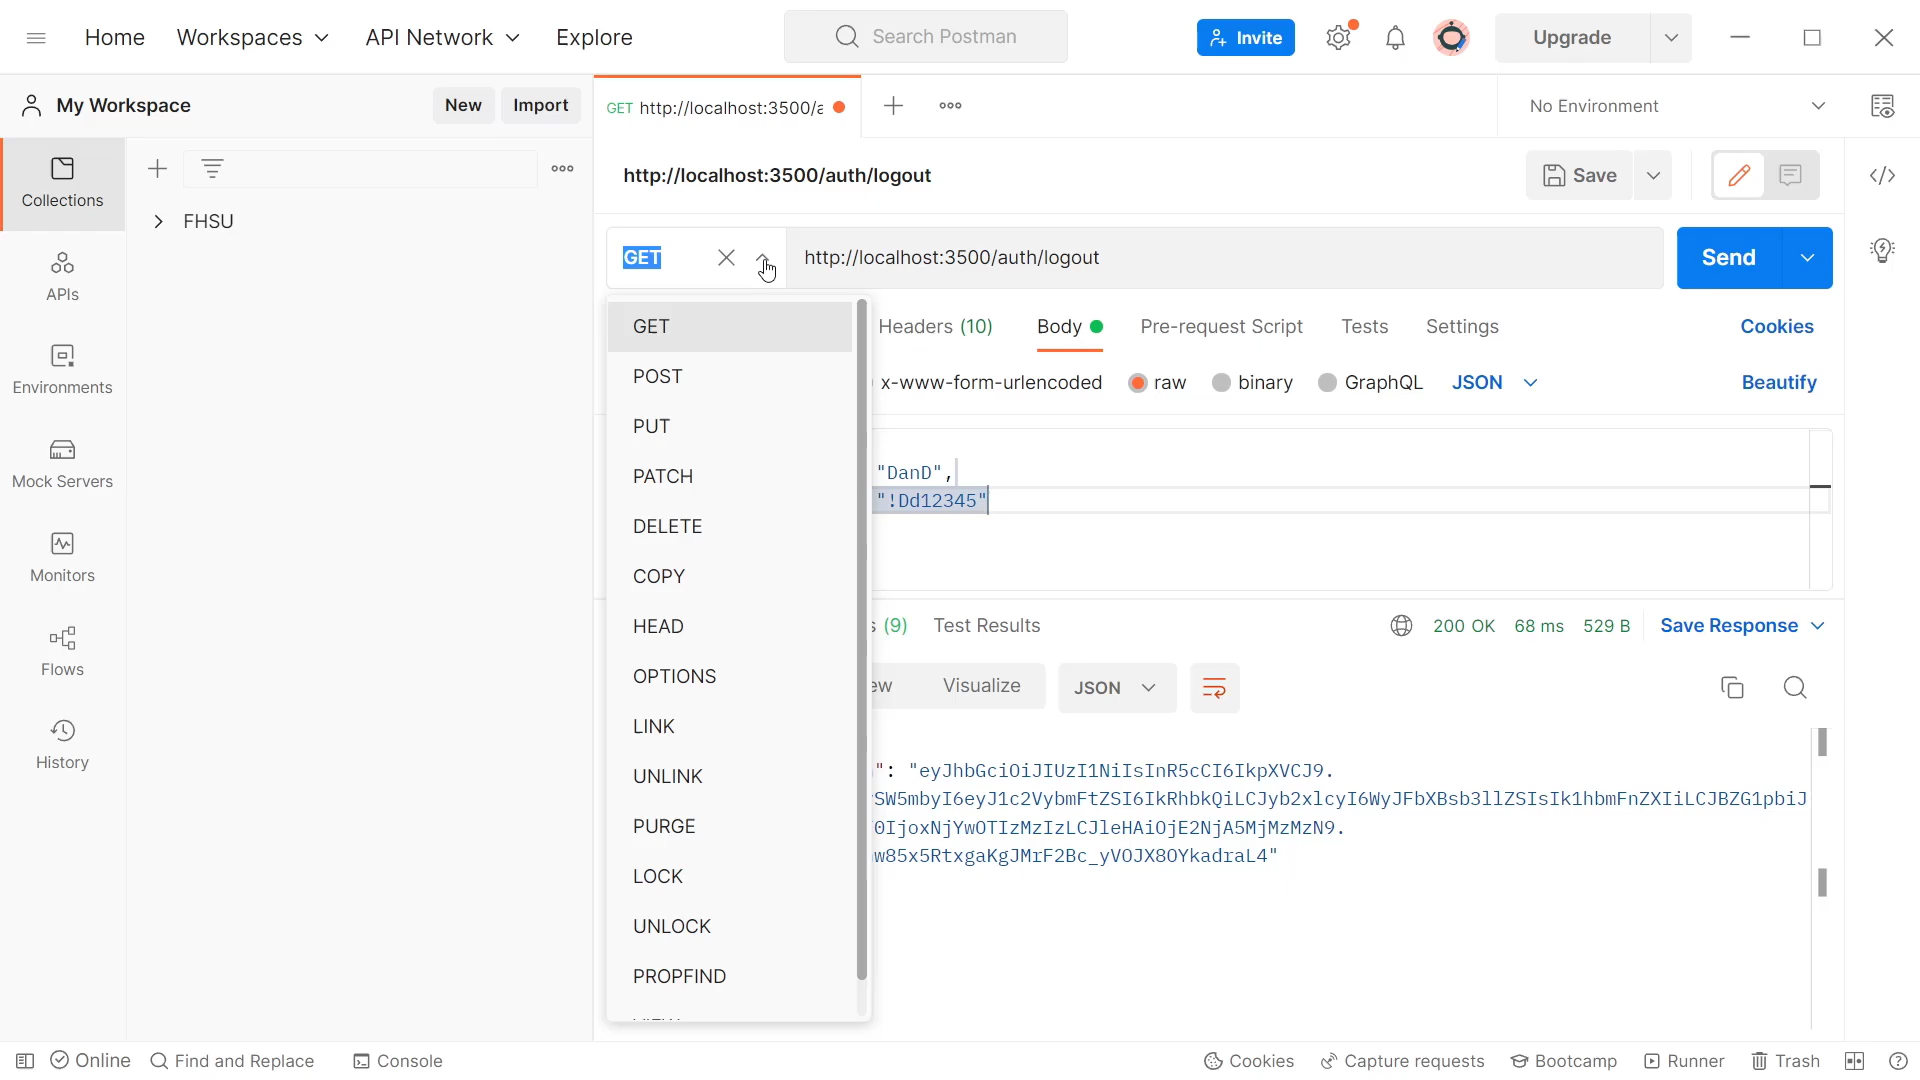 Home
Workspaces
API Network
Explore
Search Postman
Invite
Upgrade
My Workspace
New
Import
GET http://localhost:3500/a
No Environment
Collections
FHSU
http://localhost:3500/auth/logout
Save
GET
http://localhost:3500/auth/logout
Send
APIs
Environments
Mock Servers
Monitors
Flows
History
GET
POST
PUT
PATCH
DELETE
COPY
HEAD
OPTIONS
LINK
UNLINK
PURGE
LOCK
UNLOCK
PROPFIND
Headers (10)
Body
Pre-request Script
Tests
Settings
Cookies
x-www-form-urlencoded
raw
binary
GraphQL
JSON
Beautify
"DanD",
"!Dd12345"
s (9)
Test Results
200 OK
68 ms
529 B
Save Response
ew
Visualize
JSON
": "eyJhbGciOiJIUzI1NiIsInR5cCI6IkpXVCJ9.
SW5mbyI6eyJ1c2VybmFtZSI6IkRhbkQiLCJyb2xlcyI6WyJFbXBsb3llZSIsIk1hbmFnZXIiLCJBZG1pbiJ
0IjoxNjYwOTIzMzIzLCJleHAiOjE2NjA5MjMzMzN9.
w85x5RtxgaKgJMrF2Bc_yVOJX8OYkadraL4"
Online
Find and Replace
Console
Cookies
Capture requests
Bootcamp
Runner
Trash